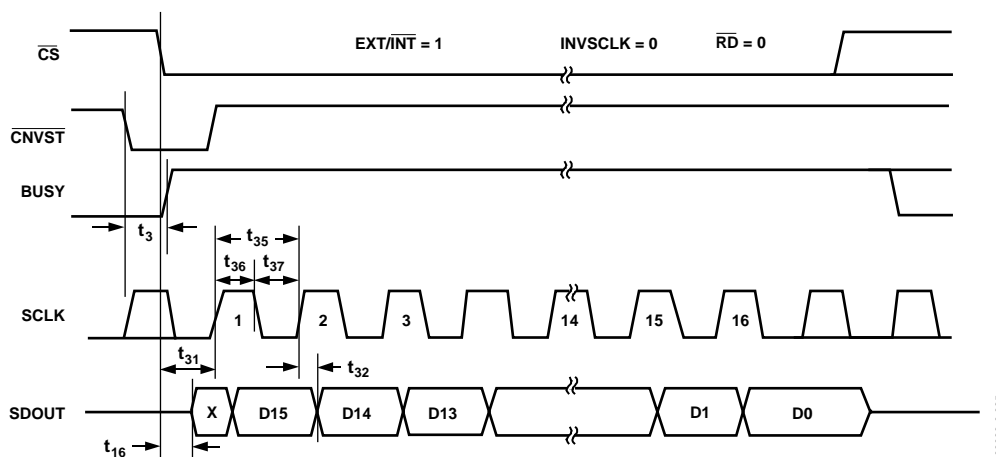 EXT/INT = 1 INVSCLK = 0 RD = 0
CS
CNVST
BUSY
t3
t35
t36 t37
SCLK
1 2 3 14 15 16
t31
t32
SDOUT
X D15 D14 D13 D1 D0
t16